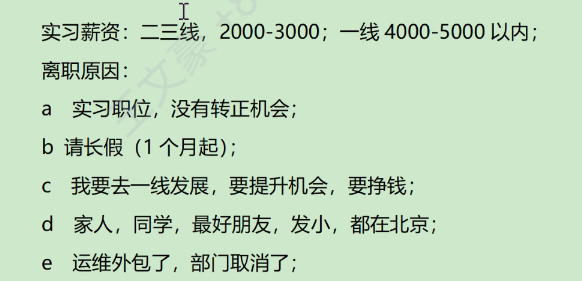 实习薪资：二三线，2000-3000；一线 4000-5000 以内；
离职原因：
a 实习职位，没有转正机会；
b 请长假（1 个月起）；
c 我要去一线发展，要提升机会，要挣钱；
d 家人，同学，最好朋友，发小，都在北京；
e 运维外包了，部门取消了；